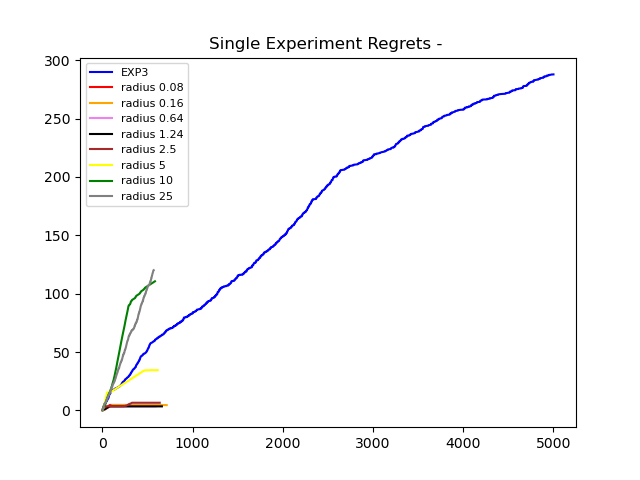 Single Experiment Regrets -
300
250
200
150
100
50
0
EXP3
radius 0.08
radius 0.16
radius 0.64
radius 1.24
radius 2.5
radius 5
radius 10
radius 25
0 1000 2000 3000 4000 5000